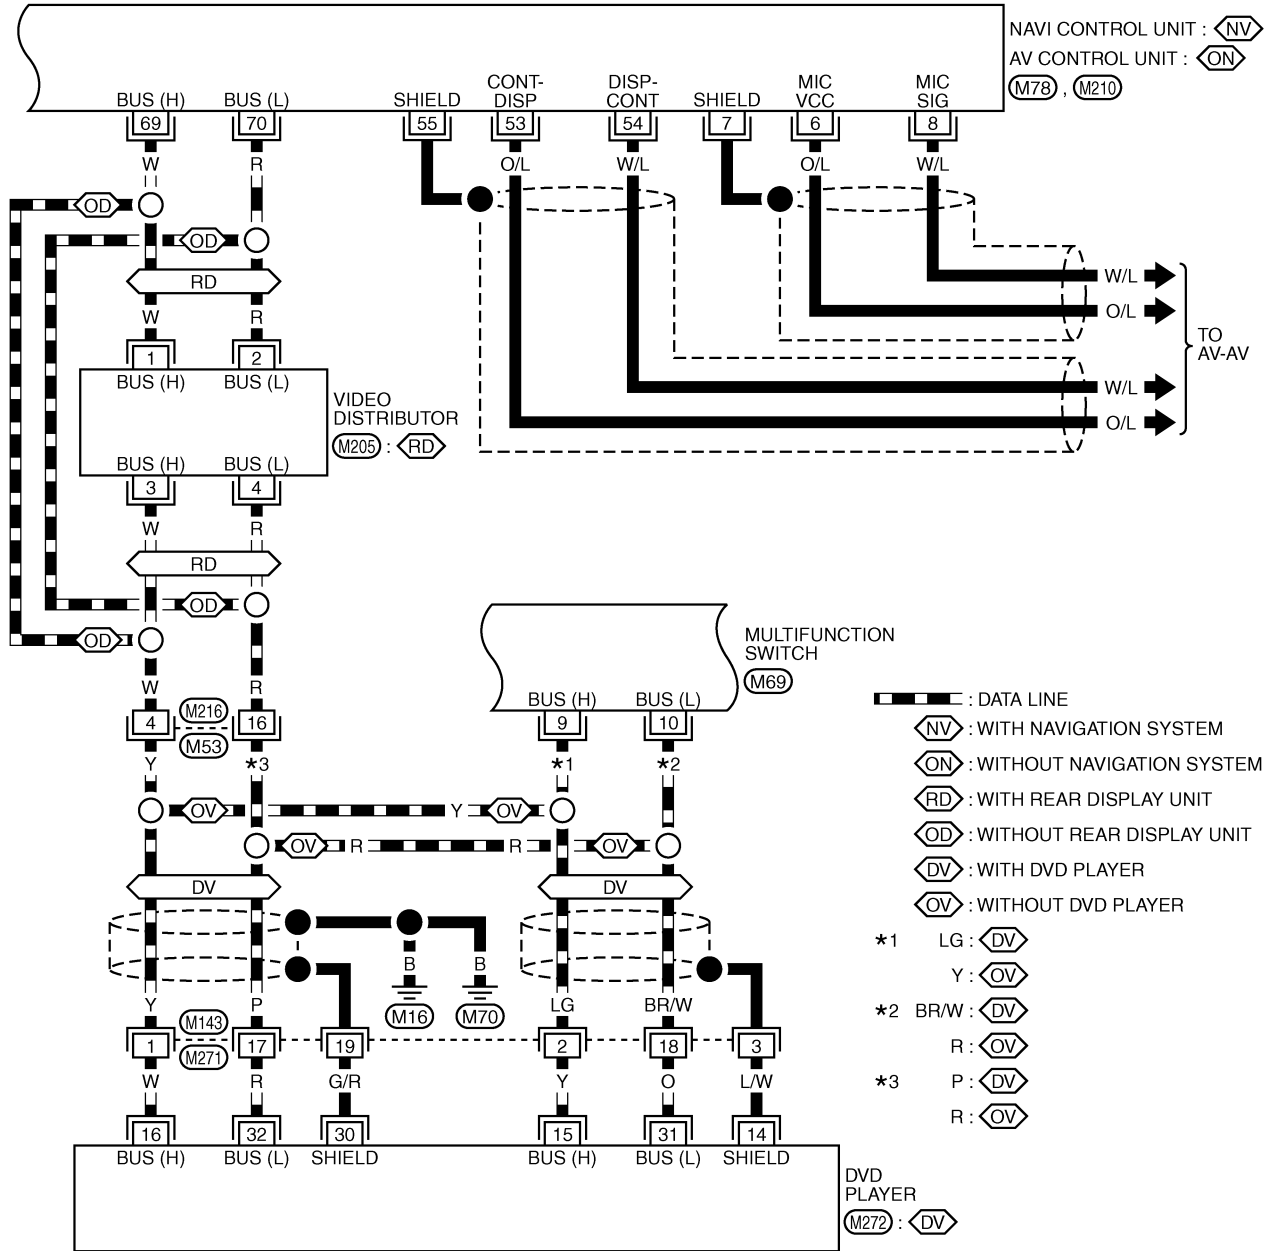 NAVI CONTROL UNIT : NV
AV CONTROL UNIT : ON
M78 , M210
BUS (H) BUS (L) SHIELD CONT-DISP DISP-CONT SHIELD MIC VCC MIC SIG
69 70 55 53 54 7 6 8
W R O/L W/L O/L W/L
OD
OD
RD
W/L
W R
O/L
TO
AV-AV
1 2
BUS (H) BUS (L)
W/L
VIDEO
DISTRIBUTOR
M205 : RD
O/L
BUS (H) BUS (L)
3 4
W R
RD
OD
OD
MULTIFUNCTION
SWITCH
M69
W R
BUS (H) BUS (L)
4 M216 16 9 10
M53
Y *3 *1 *2
OV Y OV
OV R R OV
DV DV
B B
M16 M70
Y P LG BR/W
M143
1 17 19 2 18 3
M271
W R G/R Y O L/W
16 32 30 15 31 14
BUS (H) BUS (L) SHIELD BUS (H) BUS (L) SHIELD
DVD
PLAYER
M272 : DV
: DATA LINE
NV : WITH NAVIGATION SYSTEM
ON : WITHOUT NAVIGATION SYSTEM
RD : WITH REAR DISPLAY UNIT
OD : WITHOUT REAR DISPLAY UNIT
DV : WITH DVD PLAYER
OV : WITHOUT DVD PLAYER
*1 LG : DV
Y : OV
*2 BR/W : DV
R : OV
*3 P : DV
R : OV